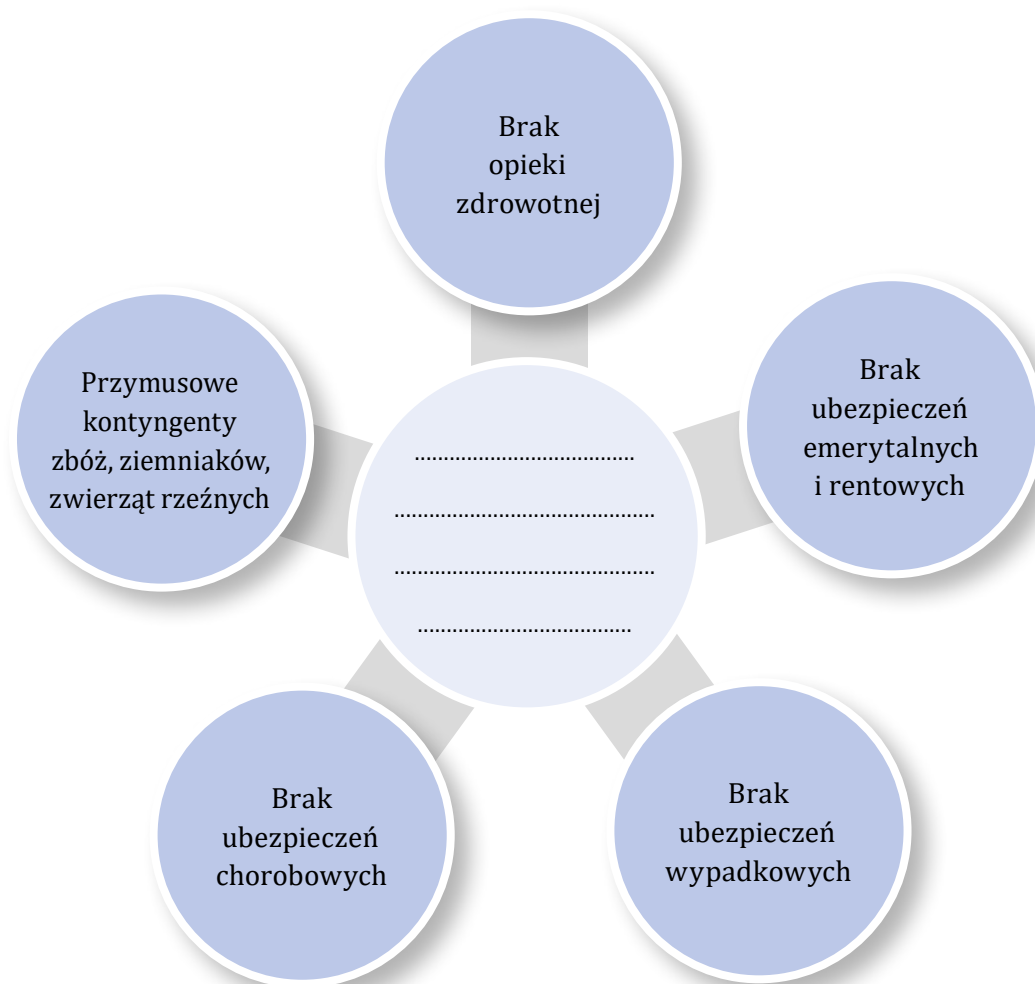 Brak
opieki
zdrowotnej
Przymusowe
kontyngenty
zbóż, ziemniaków,
zwierząt rzeźnych
Brak
ubezpieczeń
emerytalnych
i rentowych
......................................
.............................................
.............................................
.....................................
Brak
ubezpieczeń
chorobowych
Brak
ubezpieczeń
wypadkowych